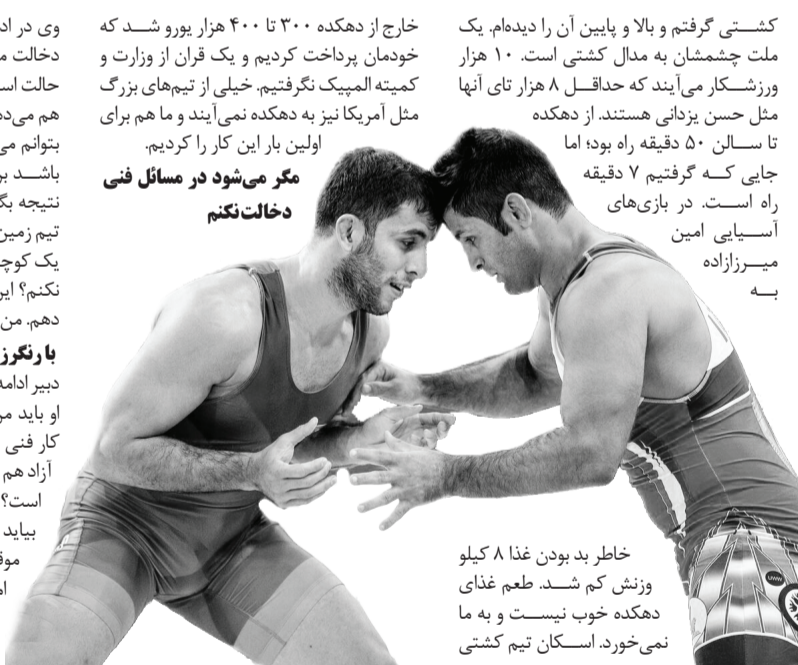 کشتی گرفتم و بالا و پایین آن را دیده‌ام. یک
ملت چشمشان به مدال کشتی است. ۱۰ هزار
ورزشکار می‌آیند که حداقل ۸ هزار تای آنها
مثل حسن یزدانی هستند. از دهکده
تا سالن ۵۰ دقیقه راه بود؛ اما
جایی که گرفتیم ۷ دقیقه
راه است. در بازی‌های
آسیایی امین
میرزازاده
به
خاطر بد بودن غذا ۸ کیلو
وزنش کم شد. طعم غذای
دهکده خوب نیست و به ما
نمی‌خورد. اسکان تیم کشتی
خارج از دهکده ۳۰۰ تا ۴۰۰ هزار یورو شد که
خودمان پرداخت کردیم و یک قران از وزارت و
کمیته المپیک نگرفتیم. خیلی از تیم‌های بزرگ
مثل آمریکا نیز به دهکده نمی‌آیند و ما هم برای
اولین بار این کار را کردیم.
مگر می‌شود در مسائل فنی
دخالت‌نکنم
وی در اد
دخالت م
حالت اس
هم می‌ده
بتوانم می
باشد بر
نتیجه بگ
تیم زمین
یک کوچ
نکنم؟ ایر
دهم. من
با رنگرز
دبیر ادامه
او باید مر
کار فنی
آزاد هم
است؟
بیاید
موق
UWW